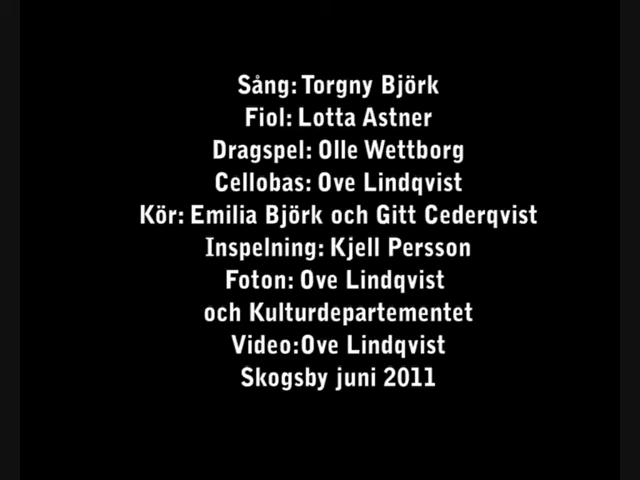 Sång: Torgny Björk
Fiol: Lotta Astner
Dragspel: Olle Wettborg
Cellobas: Ove Lindqvist
Kör: Emilia Björk och Gitt Cederqvist
Inspelning: Kjell Persson
Foton: Ove Lindqvist
och Kulturdepartementet
Video:Ove Lindqvist
Skogsby juni 2011